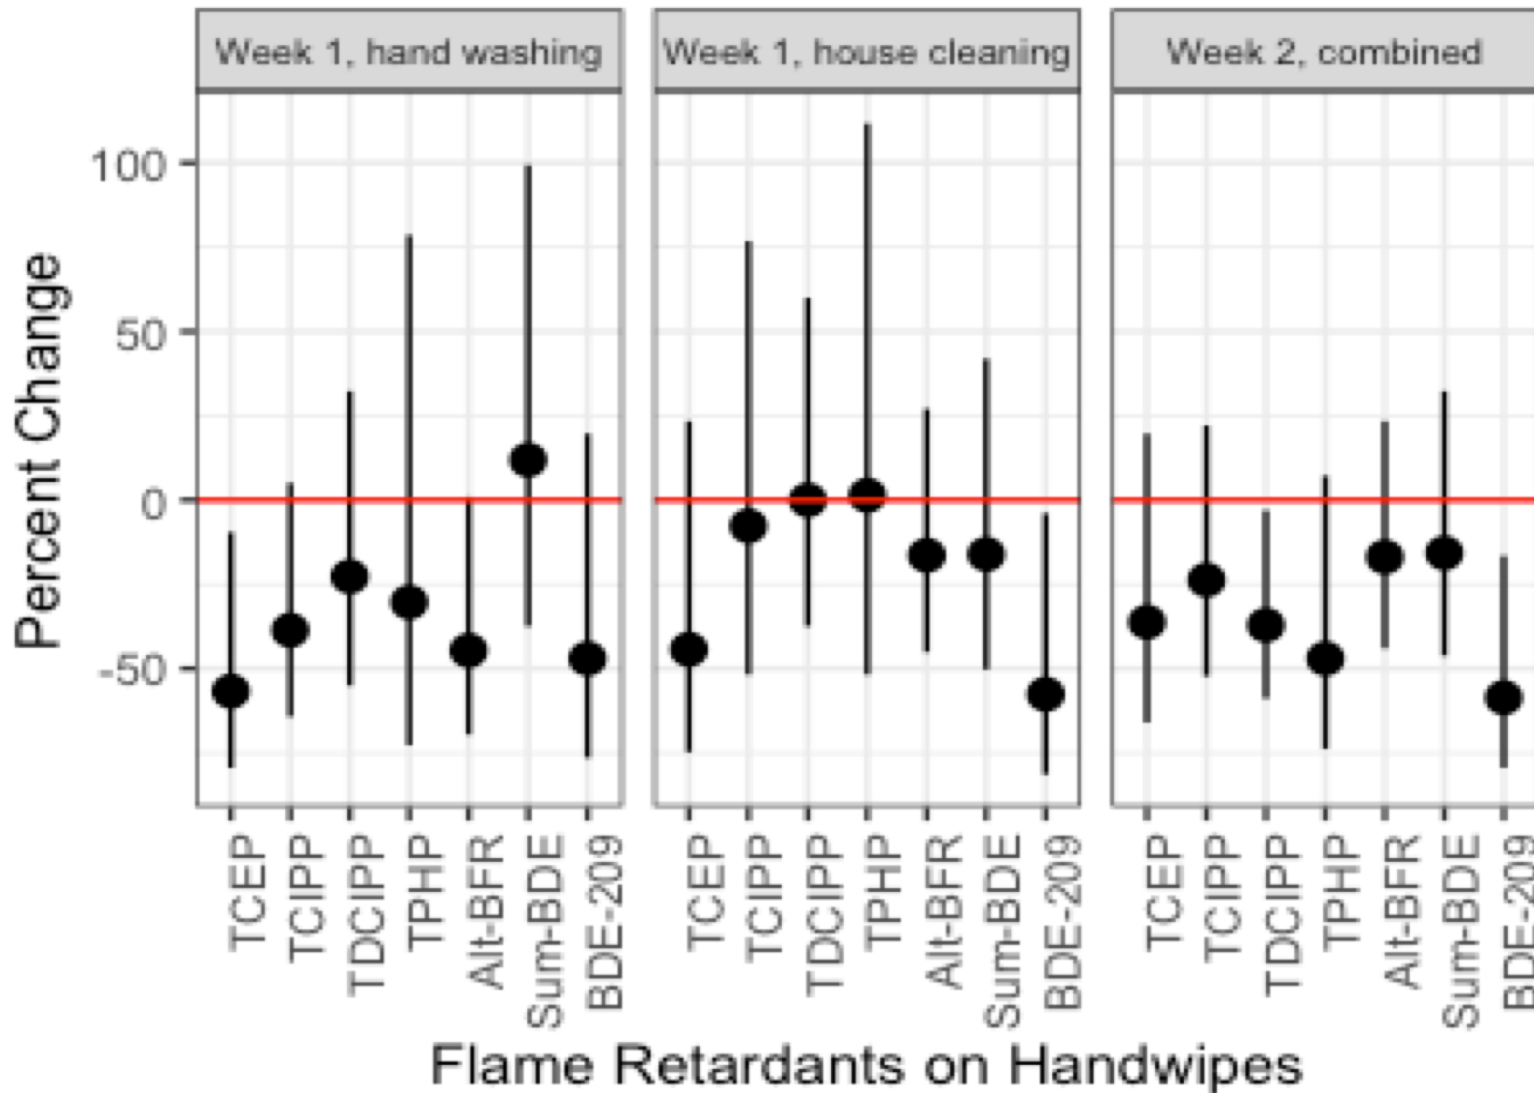 Week 1, hand washing
Week 1, house cleaning
Week 2, combined
Percent Change
100
50
0
-50
TCEP
TCIPP
TDCIPP
TPHP
Alt-BFR
Sum-BDE
BDE-209
TCEP
TCIPP
TDCIPP
TPHP
Alt-BFR
Sum-BDE
BDE-209
TCEP
TCIPP
TDCIPP
TPHP
Alt-BFR
Sum-BDE
BDE-209
Flame Retardants on Handwipes